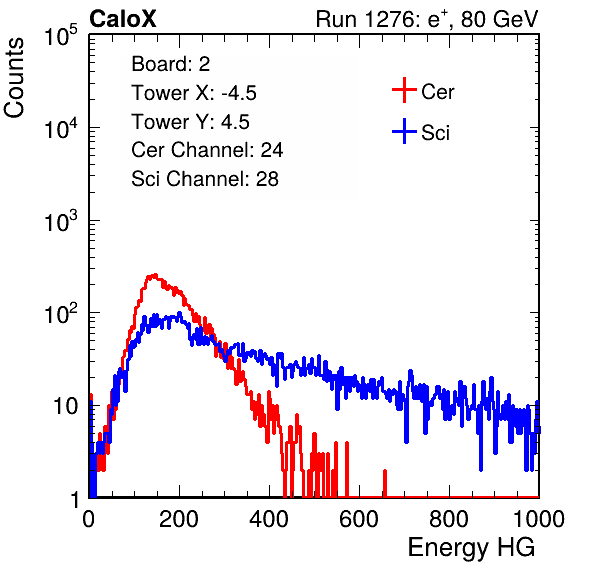 CaloX Run 1276: e⁺, 80 GeV
Counts
10⁵
10⁴
10³
10²
10
1
Board: 2
Tower X: -4.5
Tower Y: 4.5
Cer Channel: 24
Sci Channel: 28
Cer
Sci
0 200 400 600 800 1000
Energy HG